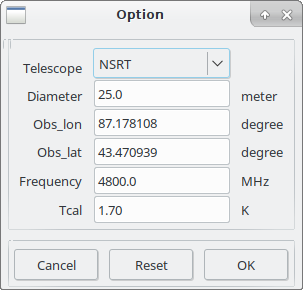 Option
Telescope NSRT
Diameter 25.0 meter
Obs_lon 87.178108 degree
Obs_lat 43.470939 degree
Frequency 4800.0 MHz
Tcal 1.70 K
Cancel Reset OK